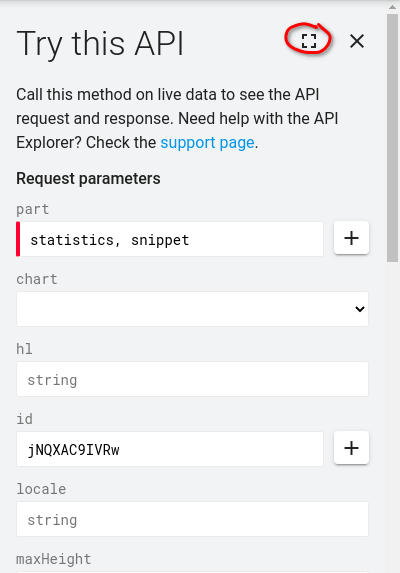 Try this API
Call this method on live data to see the API
request and response. Need help with the API
Explorer? Check the support page.
Request parameters
part
statistics, snippet
chart
hl
string
id
jNQXAC9IVRw
locale
string
maxHeight